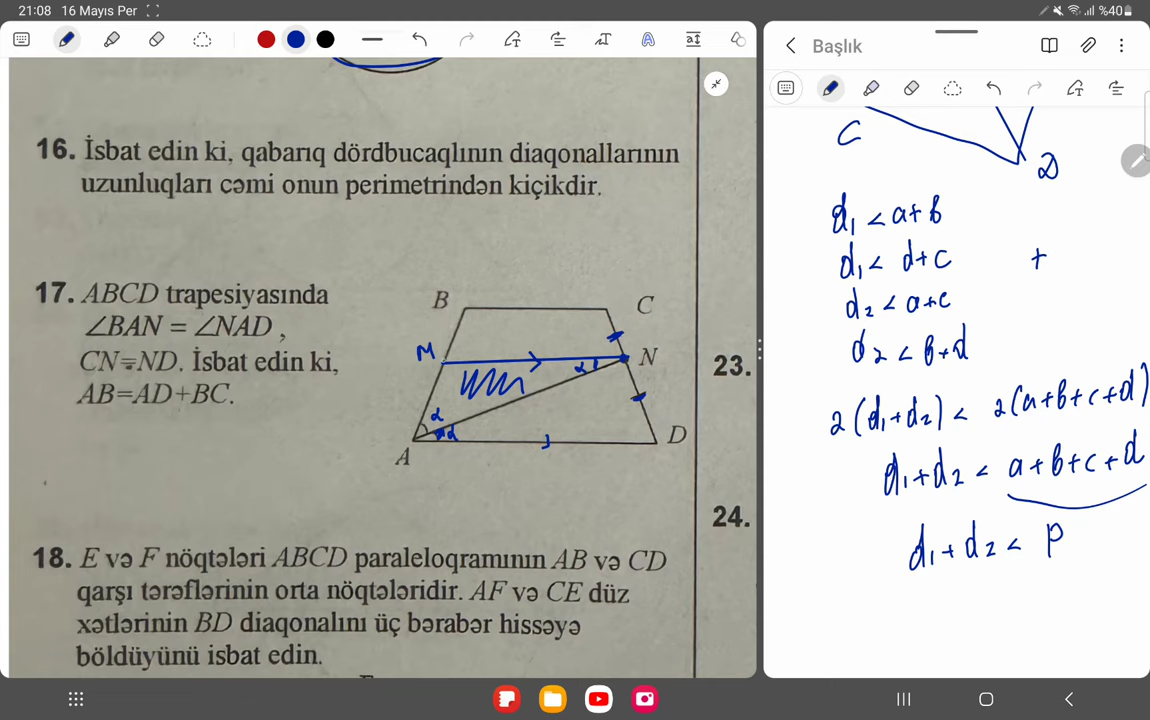 21:08 16 Mayıs Per %40
Başlık
16. İsbat edin ki, qabarıq dördbucaqlının diaqonallarının
uzunluqları cəmi onun perimetrindən kiçikdir.
17. ABCD trapesiyasında
∠BAN = ∠NAD ,
CN=ND. İsbat edin ki,
AB=AD+BC.
B C
M N
α α
α
A D
23.
24.
18. E və F nöqtələri ABCD paraleloqramının AB və CD
qarşı tərəflərinin orta nöqtələridir. AF və CE düz
xətlərinin BD diaqonalını üç bərabər hissəyə
böldüyünü isbat edin.
C
D
d₁ < a+b
d₁ < d+c +
d₂ < a+c
d₂ < b+d
2(d₁+d₂) < 2(a+b+c+d)
d₁+d₂ < a+b+c+d
d₁+d₂ < P